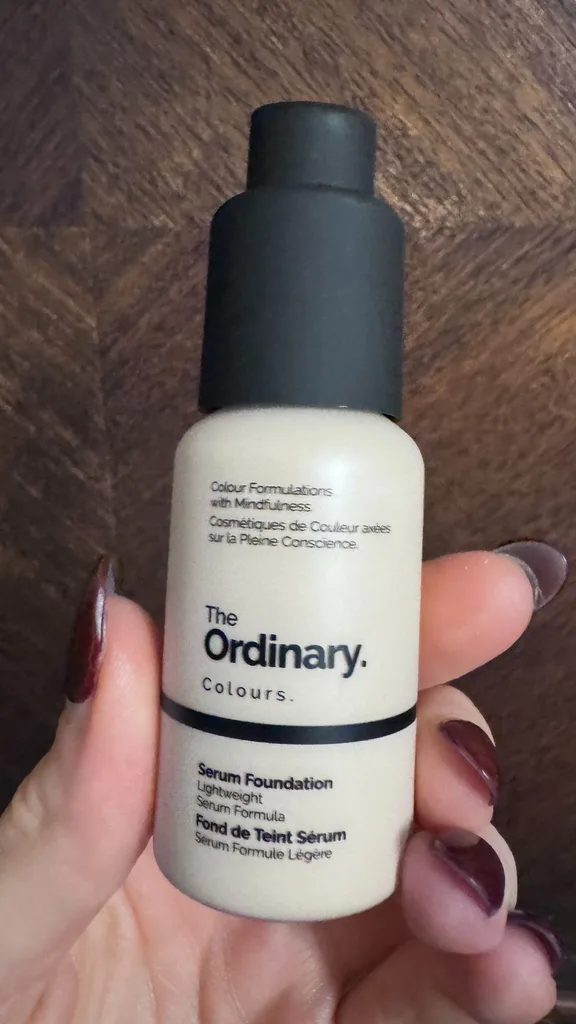 Colour Formulations
with Mindfulness.
Cosmétiques de Couleur axées
sur la Pleine Conscience.
The
Ordinary.
Colours.
Serum Foundation
Lightweight
Serum Formula
Fond de Teint Sérum
Sérum Formule Légère